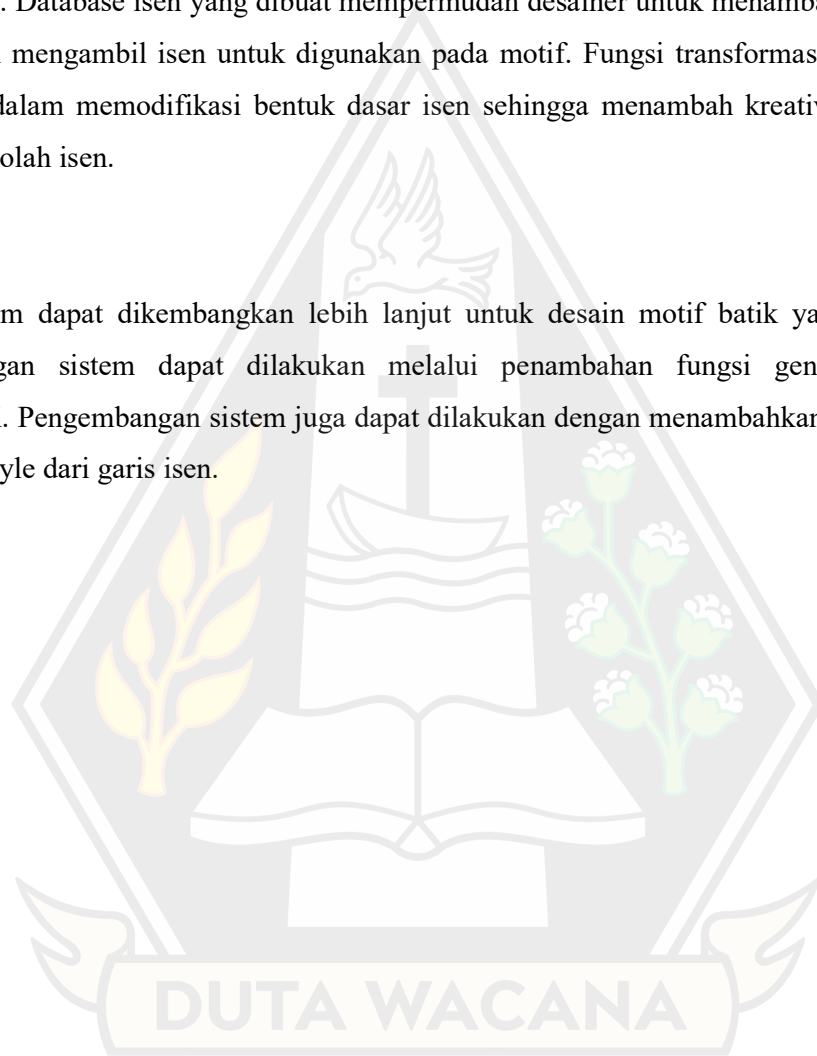 . Database isen yang dibuat mempermudah desainer untuk menamba
mengambil isen untuk digunakan pada motif. Fungsi transformas
dalam memodifikasi bentuk dasar isen sehingga menambah kreativ
olah isen.
m dapat dikembangkan lebih lanjut untuk desain motif batik ya
gan sistem dapat dilakukan melalui penambahan fungsi gen
. Pengembangan sistem juga dapat dilakukan dengan menambahkan
yle dari garis isen.
DUTA WACANA